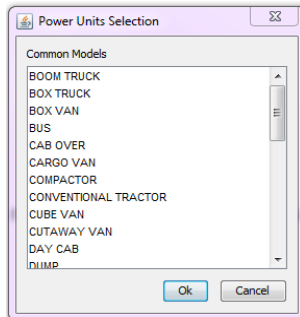 Power Units Selection
Common Models
BOOM TRUCK
BOX TRUCK
BOX VAN
BUS
CAB OVER
CARGO VAN
COMPACTOR
CONVENTIONAL TRACTOR
CUBE VAN
CUTAWAY VAN
DAY CAB
DUMP
Ok Cancel